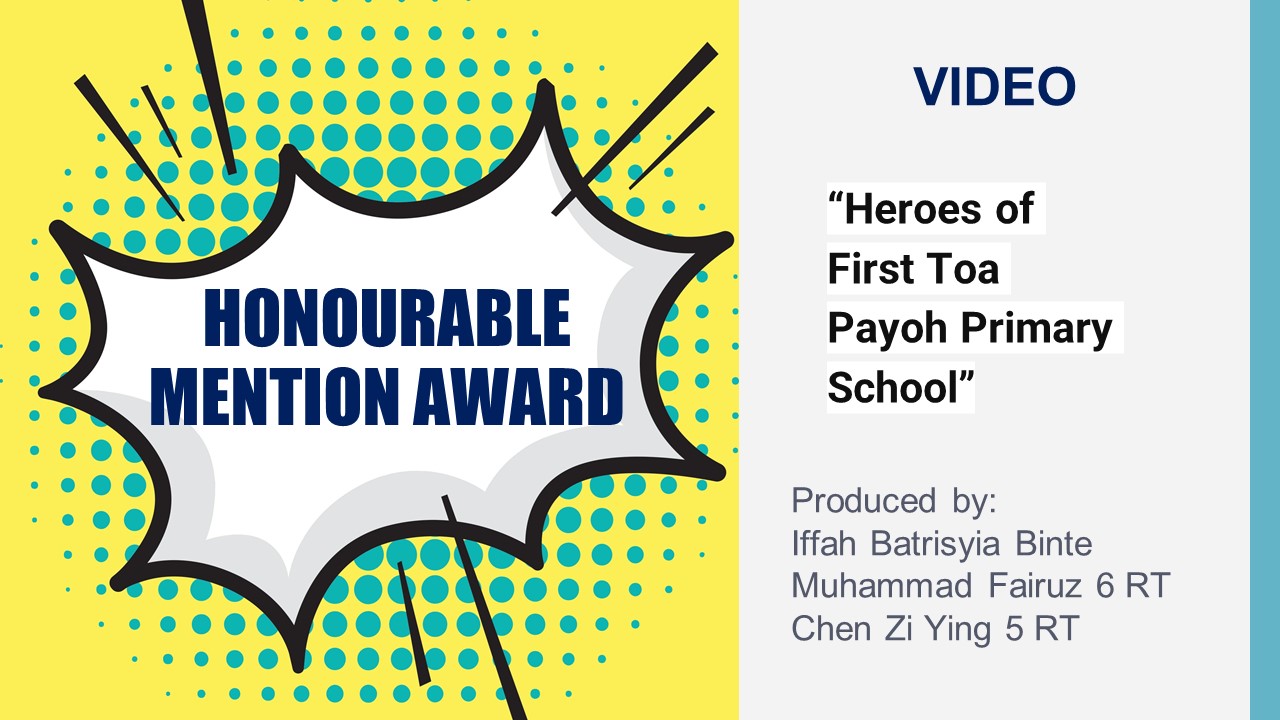 HONOURABLE
MENTION AWARD
VIDEO
“Heroes of
First Toa
Payoh Primary
School”
Produced by:
Iffah Batrisyia Binte
Muhammad Fairuz 6 RT
Chen Zi Ying 5 RT